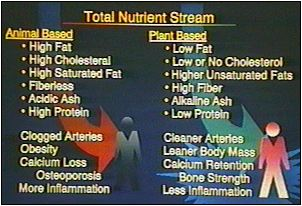 Total Nutrient Stream
Animal Based
• High Fat
• High Cholesteral
• High Saturated Fat
• Fiberless
• Acidic Ash
• High Protein
Clogged Arteries
Obesity
Calcium Loss
Osteoporosis
More Inflammation
Plant Based
• Low Fat
• Low or No Cholesterol
• Higher Unsaturated Fats
• High Fiber
• Alkaline Ash
• Low Protein
Cleaner Arteries
Leaner Body Mass
Calcium Retention
Bone Strength
Less Inflammation